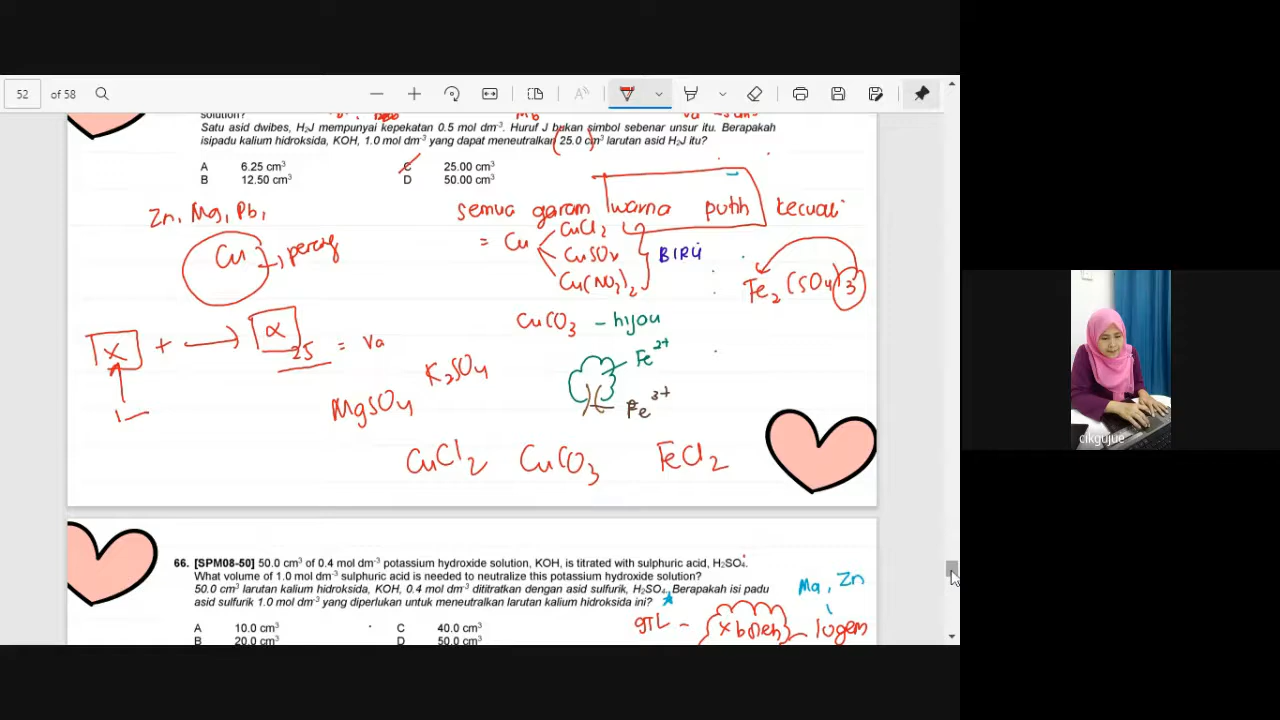 52 of 58
Satu asid dwibes, H₂J mempunyai kepekatan 0.5 mol dm⁻³. Huruf J bukan simbol sebenar unsur itu. Berapakah
isipadu kalium hidroksida, KOH, 1.0 mol dm⁻³ yang dapat meneutralkan 25.0 cm³ larutan asid H₂J itu?
A 6.25 cm³ C 25.00 cm³
B 12.50 cm³ D 50.00 cm³
Zn, Mg, Pb,
Cu
semua garam warna putih kecuali
= Cu
CuCl₂
CuSO₄
Cu(NO₃)₂
BIRU
Fe₂(SO₄)3
CuCO₃ - hijau
Fe²⁺
Fe³⁺
X + → α
25 = Va
K₂SO₄
MgSO₄
CuCl₂ CuCO₃ FeCl₂
66. [SPM08-50] 50.0 cm³ of 0.4 mol dm⁻³ potassium hydroxide solution, KOH, is titrated with sulphuric acid, H₂SO₄.
What volume of 1.0 mol dm⁻³ sulphuric acid is needed to neutralize this potassium hydroxide solution?
50.0 cm³ larutan kalium hidroksida, KOH, 0.4 mol dm⁻³ dititratkan dengan asid sulfurik, H₂SO₄. Berapakah isi padu
asid sulfurik 1.0 mol dm⁻³ yang diperlukan untuk meneutralkan larutan kalium hidroksida ini?
Mg, Zn
A 10.0 cm³ C 40.0 cm³
B 20.0 cm³ D 50.0 cm³
x boleh - logam
cikgujue